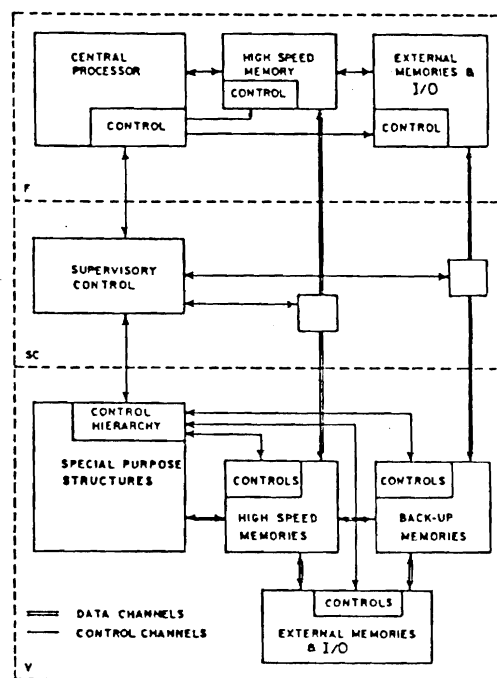 CENTRAL
PROCESSOR
CONTROL
HIGH SPEED
MEMORY
CONTROL
EXTERNAL
MEMORIES &
I/O
CONTROL
F
SUPERVISORY
CONTROL
SC
CONTROL
HIERARCHY
SPECIAL PURPOSE
STRUCTURES
CONTROLS
HIGH SPEED
MEMORIES
CONTROLS
BACK-UP
MEMORIES
CONTROLS
EXTERNAL MEMORIES
& I/O
DATA CHANNELS
CONTROL CHANNELS
V